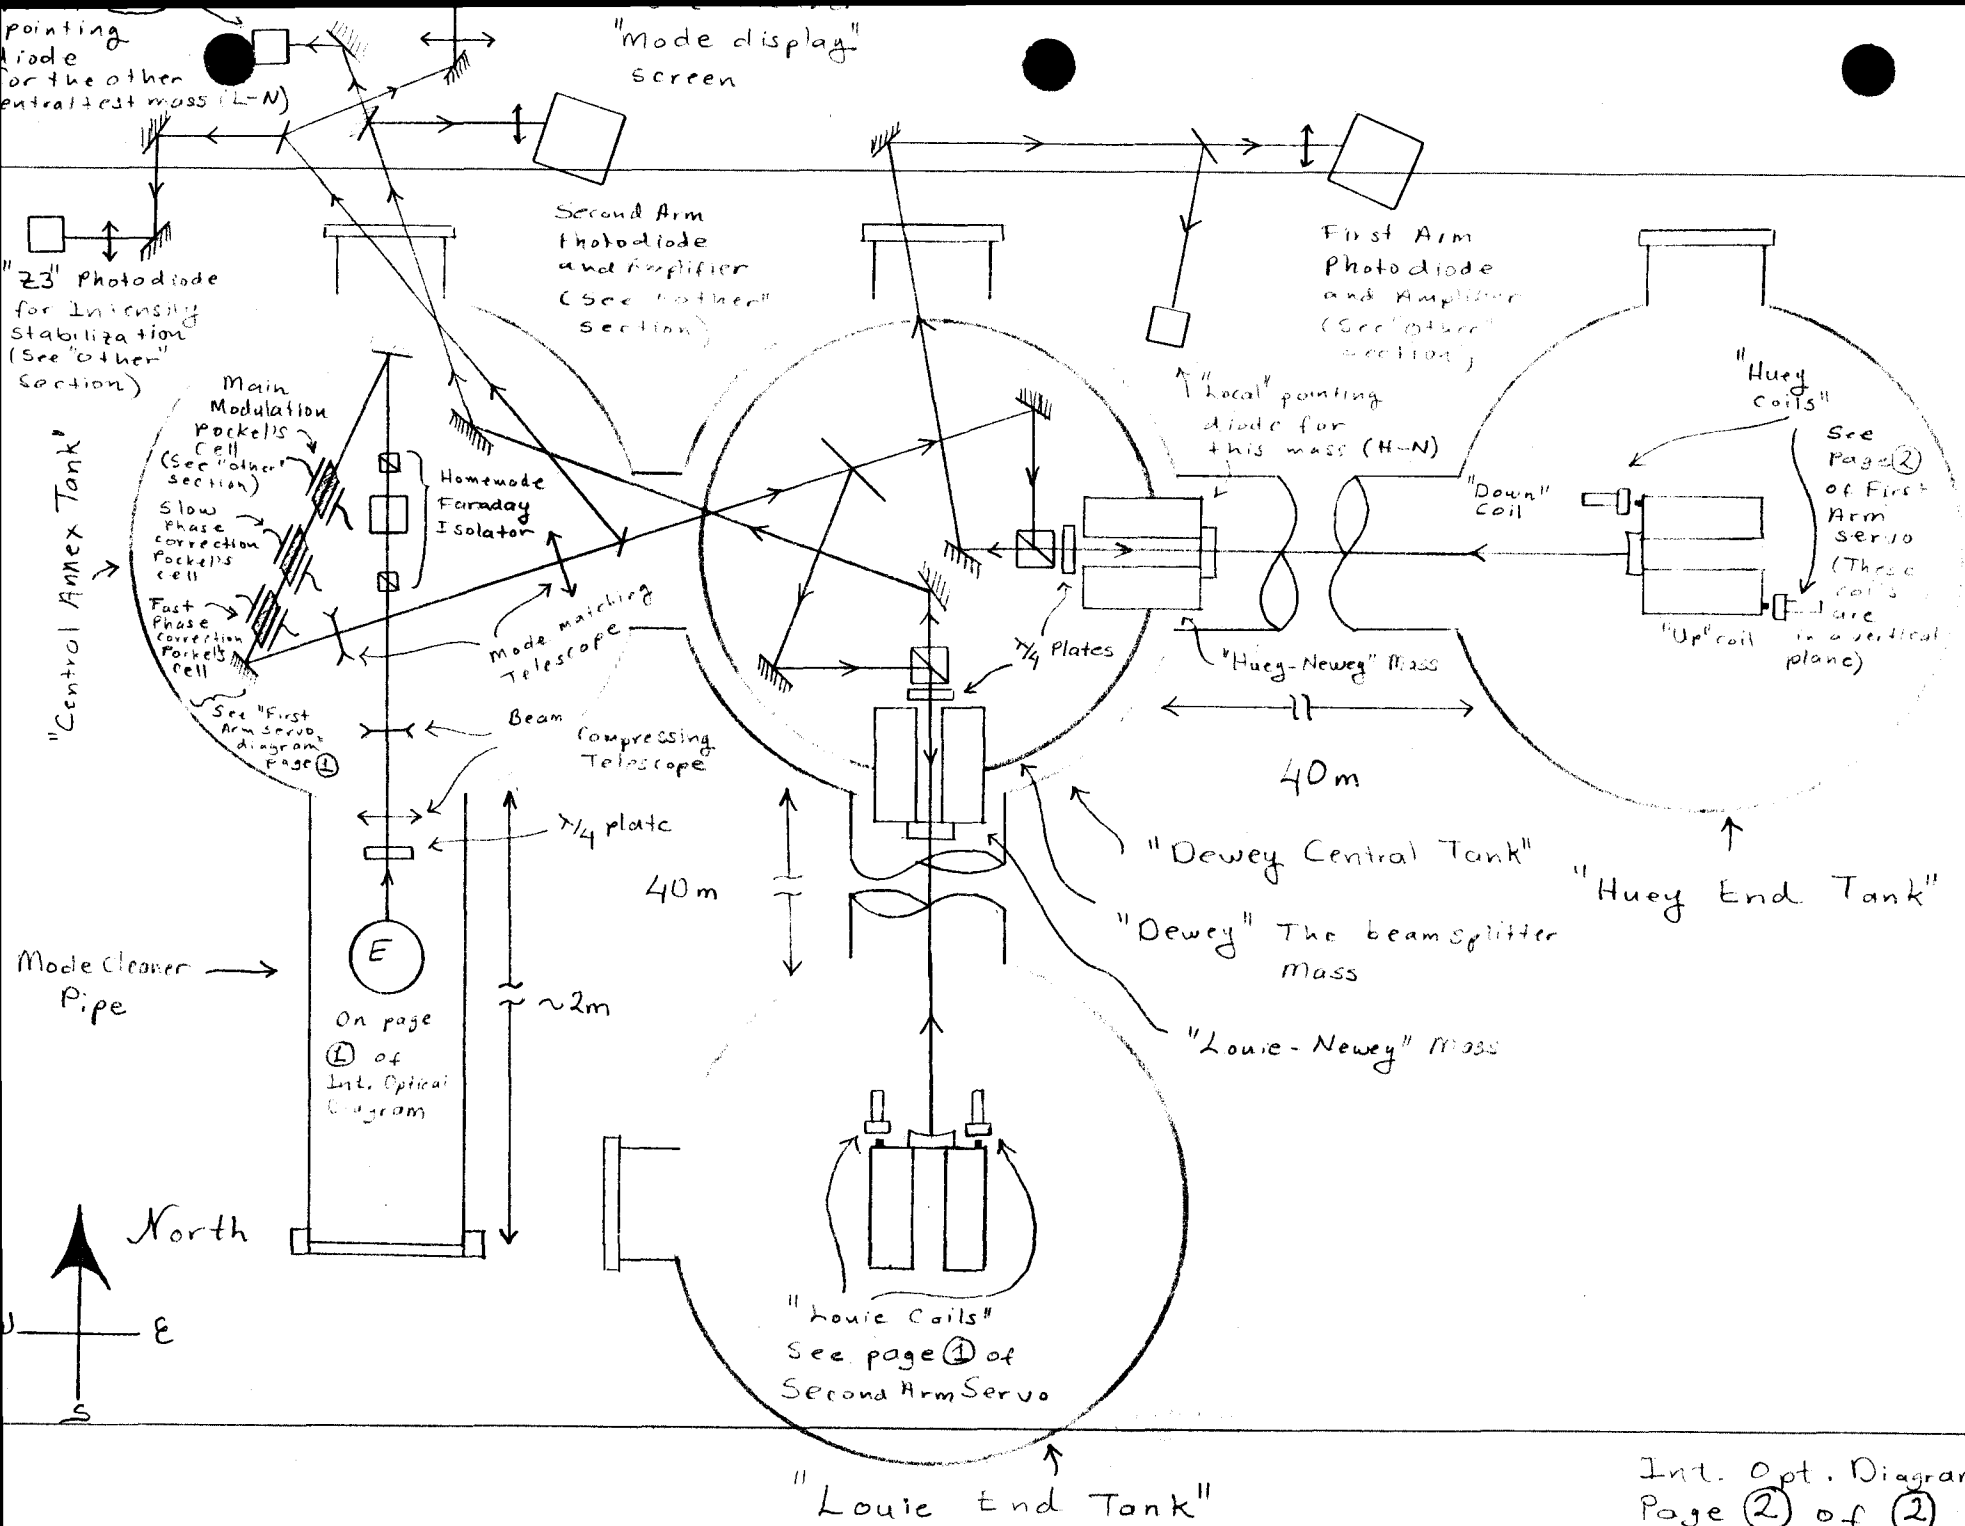 pointing
diode
for the other
central test mass (L-N)
"Mode display"
screen
"Z3" Photodiode
for Intensity
Stabilization
(See "other"
Section)
Second Arm
Photodiode
and Amplifier
(See "other"
section)
First Arm
Photodiode
and Amplifier
(See "other"
section)
"Local" pointing
diode for
this mass (H-N)
"Huey
Coils"
See
Page ②
of First
Arm
servo
(These
coils
are
in a vertical
plane)
"Down"
Coil
"Up" coil
Main
Modulation
Pockel's
Cell
(See "other"
section)
Slow
Phase
correction
Pockel's
cell
Fast
Phase
correction
Pockel's
cell
"Central Annex Tank"
See "First
Arm Servo"
diagram
page ①
Homemade
Faraday
Isolator
Mode matching
Telescope
Beam
Compressing
Telescope
λ/4 plate
λ/4 Plates
"Huey-Newey" Mass
40m
40m
"Dewey Central Tank"
"Huey End Tank"
"Dewey" The beamsplitter
Mass
"Louie-Newey" Mass
Mode Cleaner
Pipe
E
On page
① of
Int. Optical
Diagram
~2m
North
E
S
"Louie Coils"
See page ① of
Second Arm Servo
"Louie End Tank"
Int. Opt. Diagram
Page ② of ②